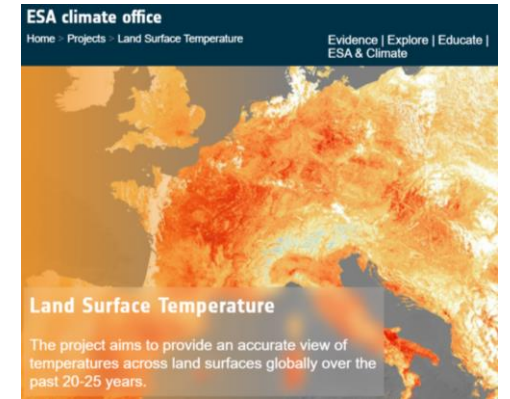 ESA climate office
Home > Projects > Land Surface Temperature
Evidence | Explore | Educate |
ESA & Climate
Land Surface Temperature
The project aims to provide an accurate view of
temperatures across land surfaces globally over the
past 20-25 years.